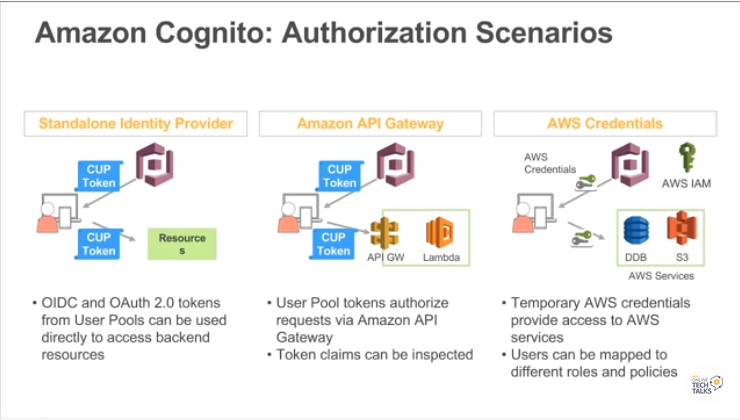 Amazon Cognito: Authorization Scenarios
Standalone Identity Provider
CUP
Token
CUP
Token
Resource
s
• OIDC and OAuth 2.0 tokens
from User Pools can be used
directly to access backend
resources
Amazon API Gateway
CUP
Token
CUP
Token
API GW
Lambda
• User Pool tokens authorize
requests via Amazon API
Gateway
• Token claims can be inspected
AWS Credentials
AWS
Credentials
AWS IAM
DDB
S3
AWS Services
• Temporary AWS credentials
provide access to AWS
services
• Users can be mapped to
different roles and policies
ONLINE
TECH
TALKS